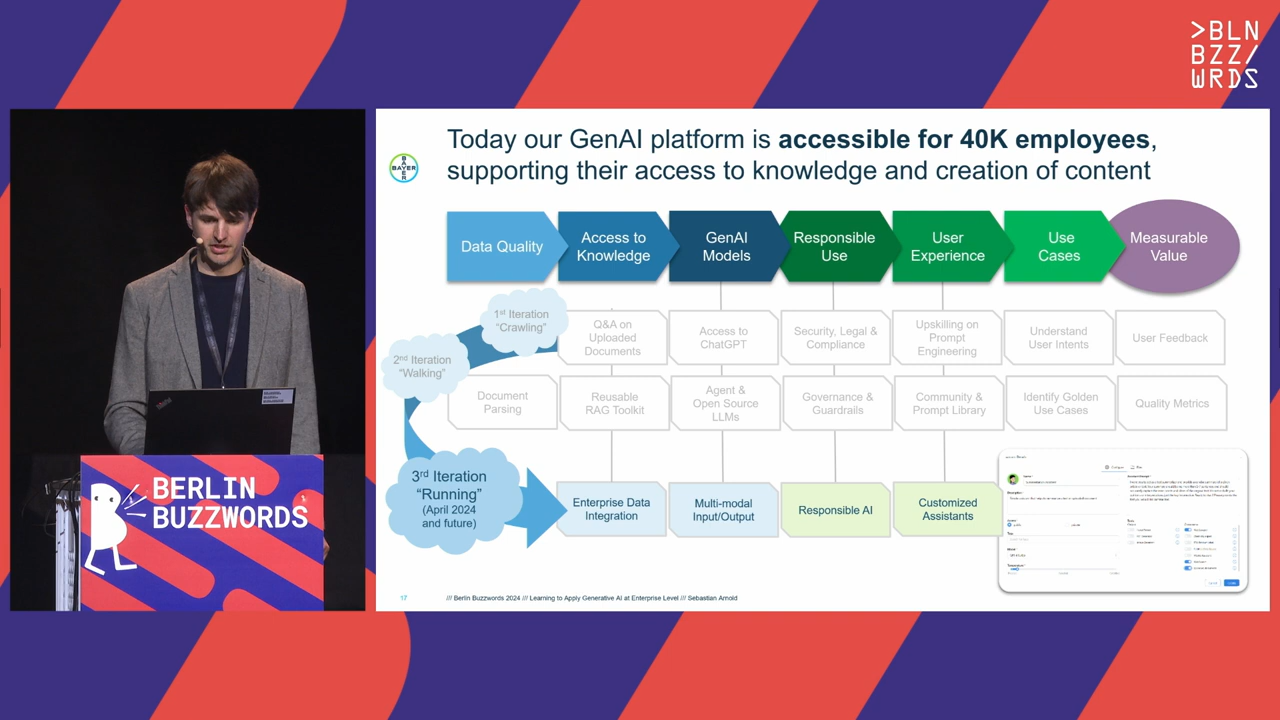 >BLN
BZZ/
WRDS
Today our GenAI platform is accessible for 40K employees,
supporting their access to knowledge and creation of content
BAYER
BAYER
Data Quality
Access to
Knowledge
GenAI
Models
Responsible
Use
User
Experience
Use
Cases
Measurable
Value
1st Iteration
“Crawling”
Q&A on
Uploaded
Documents
Access to
ChatGPT
Security, Legal &
Compliance
Upskilling on
Prompt
Engineering
Understand
User Intents
User Feedback
2nd Iteration
“Walking”
Document
Parsing
Reusable
RAG Toolkit
Agent &
Open Source
LLMs
Governance &
Guardrails
Community &
Prompt Library
Identify Golden
Use Cases
Quality Metrics
3rd Iteration
“Running”
(April 2024
and future)
Enterprise Data
Integration
Multi-modal
Input/Output
Responsible AI
Customized
Assistants
17
/// Berlin Buzzwords 2024 /// Learning to Apply Generative AI at Enterprise Level /// Sebastian Arnold
BERLIN
BUZZWORDS